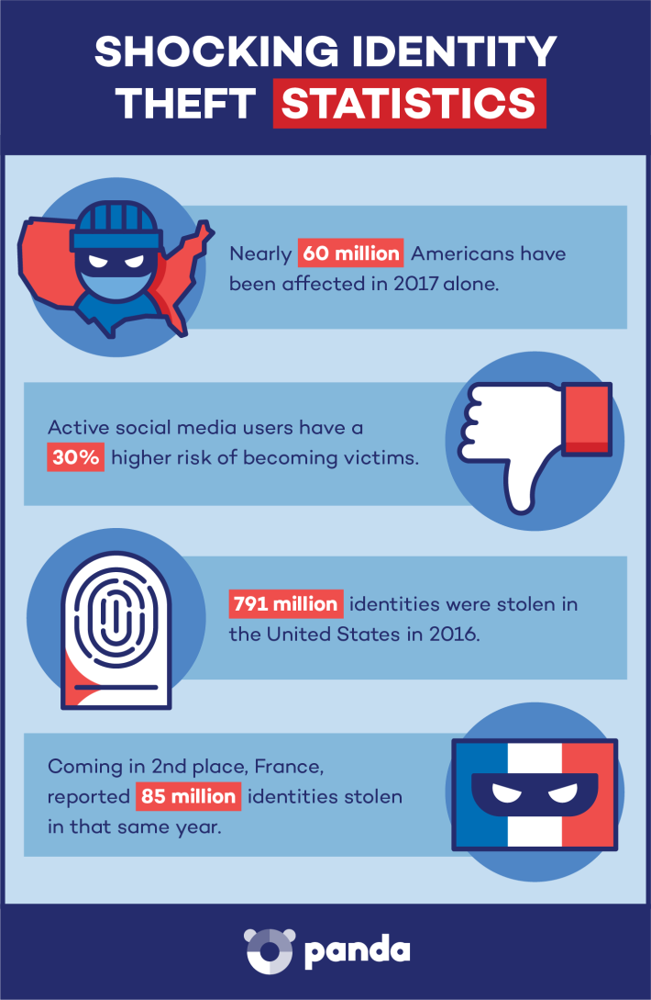 SHOCKING IDENTITY
THEFT STATISTICS
Nearly 60 million Americans have
been affected in 2017 alone.
Active social media users have a
30% higher risk of becoming victims.
791 million identities were stolen in
the United States in 2016.
Coming in 2nd place, France,
reported 85 million identities stolen
in that same year.
panda